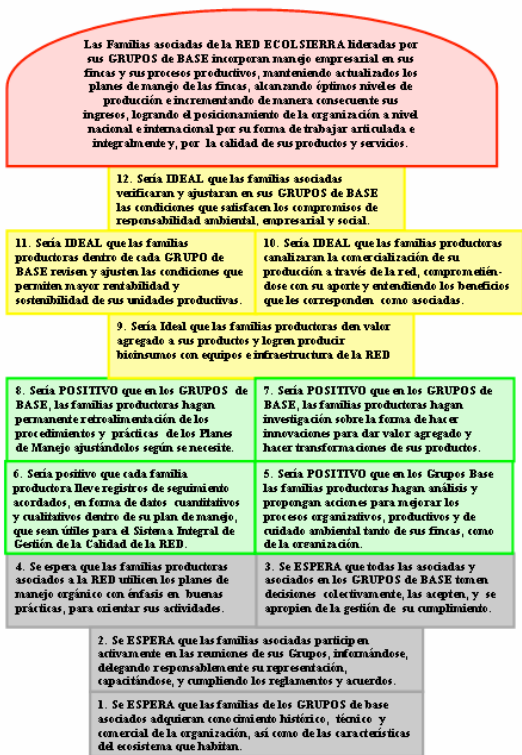 Las Familias asociadas de la RED ECOLSIERRA lideradas por
sus GRUPOS de BASE incorporan manejo empresarial en sus
fincas y sus procesos productivos, manteniendo actualizados los
planes de manejo de las fincas, alcanzando óptimos niveles de
producción e incrementando de manera consecuente sus
ingresos, logrando el posicionamiento de la organización a nivel
nacional e internacional por su forma de trabajar articulada e
integralmente y, por la calidad de sus productos y servicios.
12. Sería IDEAL que las familias asociadas
verificaran y ajustaran en sus GRUPOS de BASE
las condiciones que satisfacen los compromisos de
responsabilidad ambiental, empresarial y social.
11. Sería IDEAL que las familias
productoras dentro de cada GRUPO de
BASE revisen y ajusten las condiciones que
permiten mayor rentabilidad y
sostenibilidad de sus unidades productivas.
10. Sería IDEAL que las familias productoras
canalizaran la comercialización de su
producción a través de la red, comprometién-
dose con su aporte y entendiendo los beneficios
que les corresponden como asociadas.
9. Sería Ideal que las familias productoras den valor
agregado a sus productos y logren producir
bioinsumos con equipos e infraestructura de la RED
8. Sería POSITIVO que en los GRUPOS de
BASE, las familias productoras hagan
permanente retroalimentación de los
procedimientos y prácticas de los Planes
de Manejo ajustándolos según se necesite.
7. Sería POSITIVO que en los GRUPOS de
BASE, las familias productoras hagan
investigación sobre la forma de hacer
innovaciones para dar valor agregado y
hacer transformaciones de sus productos.
6. Sería positivo que cada familia
productora lleve registros de seguimiento
acordados, en forma de datos cuantitativos
y cualitativos dentro de su plan de manejo,
que sean útiles para el Sistema Integral de
Gestión de la Calidad de la RED.
5. Sería POSITIVO que en los Grupos Base
las familias productoras hagan análisis y
propongan acciones para mejorar los
procesos organizativos, productivos y de
cuidado ambiental tanto de sus fincas, como
de la organización.
4. Se espera que las familias productoras
asociados a la RED utilicen los planes de
manejo orgánico con énfasis en buenas
prácticas, para orientar sus actividades.
3. Se ESPERA que todas las asociadas y
asociados en los GRUPOS de BASE tomen
decisiones colectivamente, las acepten, y se
apropien de la gestión de su cumplimiento.
2. Se ESPERA que las familias asociadas participen
activamente en las reuniones de sus Grupos, informándose,
delegando responsablemente su representación,
capacitándose, y cumpliendo los reglamentos y acuerdos.
1. Se ESPERA que las familias de los GRUPOS de base
asociados adquieran conocimiento histórico, técnico y
comercial de la organización, así como de las características
del ecosistema que habitan.